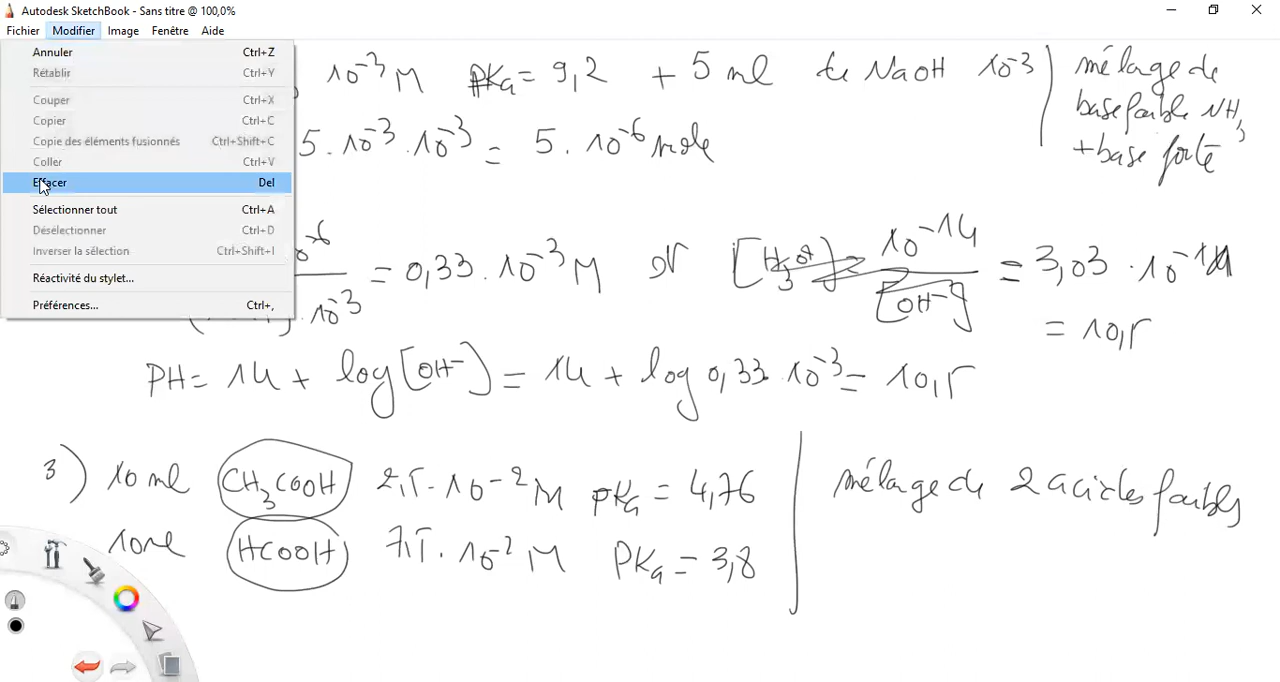 Autodesk SketchBook - Sans titre @ 100,0%
Fichier Modifier Image Fenêtre Aide
Annuler Ctrl+Z
Rétablir Ctrl+Y
Couper Ctrl+X
Copier Ctrl+C
Copie des éléments fusionnés Ctrl+Shift+C
Coller Ctrl+V
Effacer Del
Sélectionner tout Ctrl+A
Désélectionner Ctrl+D
Inverser la sélection Ctrl+Shift+I
Réactivité du stylet...
Préférences... Ctrl+,
10⁻³ M PKa = 9,2 + 5 ml de NaOH 10⁻³
mélange de
base faible NH₃
+ base forte
5. 10⁻³ . 10⁻³ = 5. 10⁻⁶ mole
= 0,33. 10⁻³ M [H₃O⁺] = 10⁻¹⁴ / [OH⁻] = 3,03 . 10⁻¹¹
. 10⁻³
= 10,5
PH = 14 + log [OH⁻] = 14 + log 0,33. 10⁻³ = 10,5
3) 10 ml CH₃COOH 2,5. 10⁻² M PKa = 4,76
mélange de 2 acides faibles
10 ml HCOOH 7,5. 10⁻² M PKa = 3,8